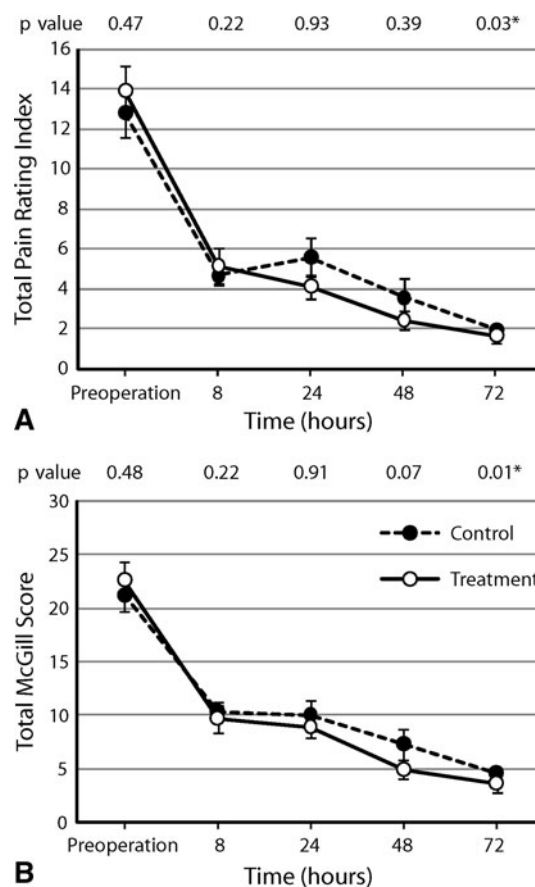 p value 0.47 0.22 0.93 0.39 0.03*
16
14
12
10
8
6
4
2
0
Total Pain Rating Index
Preoperation 8 24 48 72
Time (hours)
A
p value 0.48 0.22 0.91 0.07 0.01*
30
25
20
15
10
5
0
Total McGill Score
Control
Treatment
Preoperation 8 24 48 72
Time (hours)
B